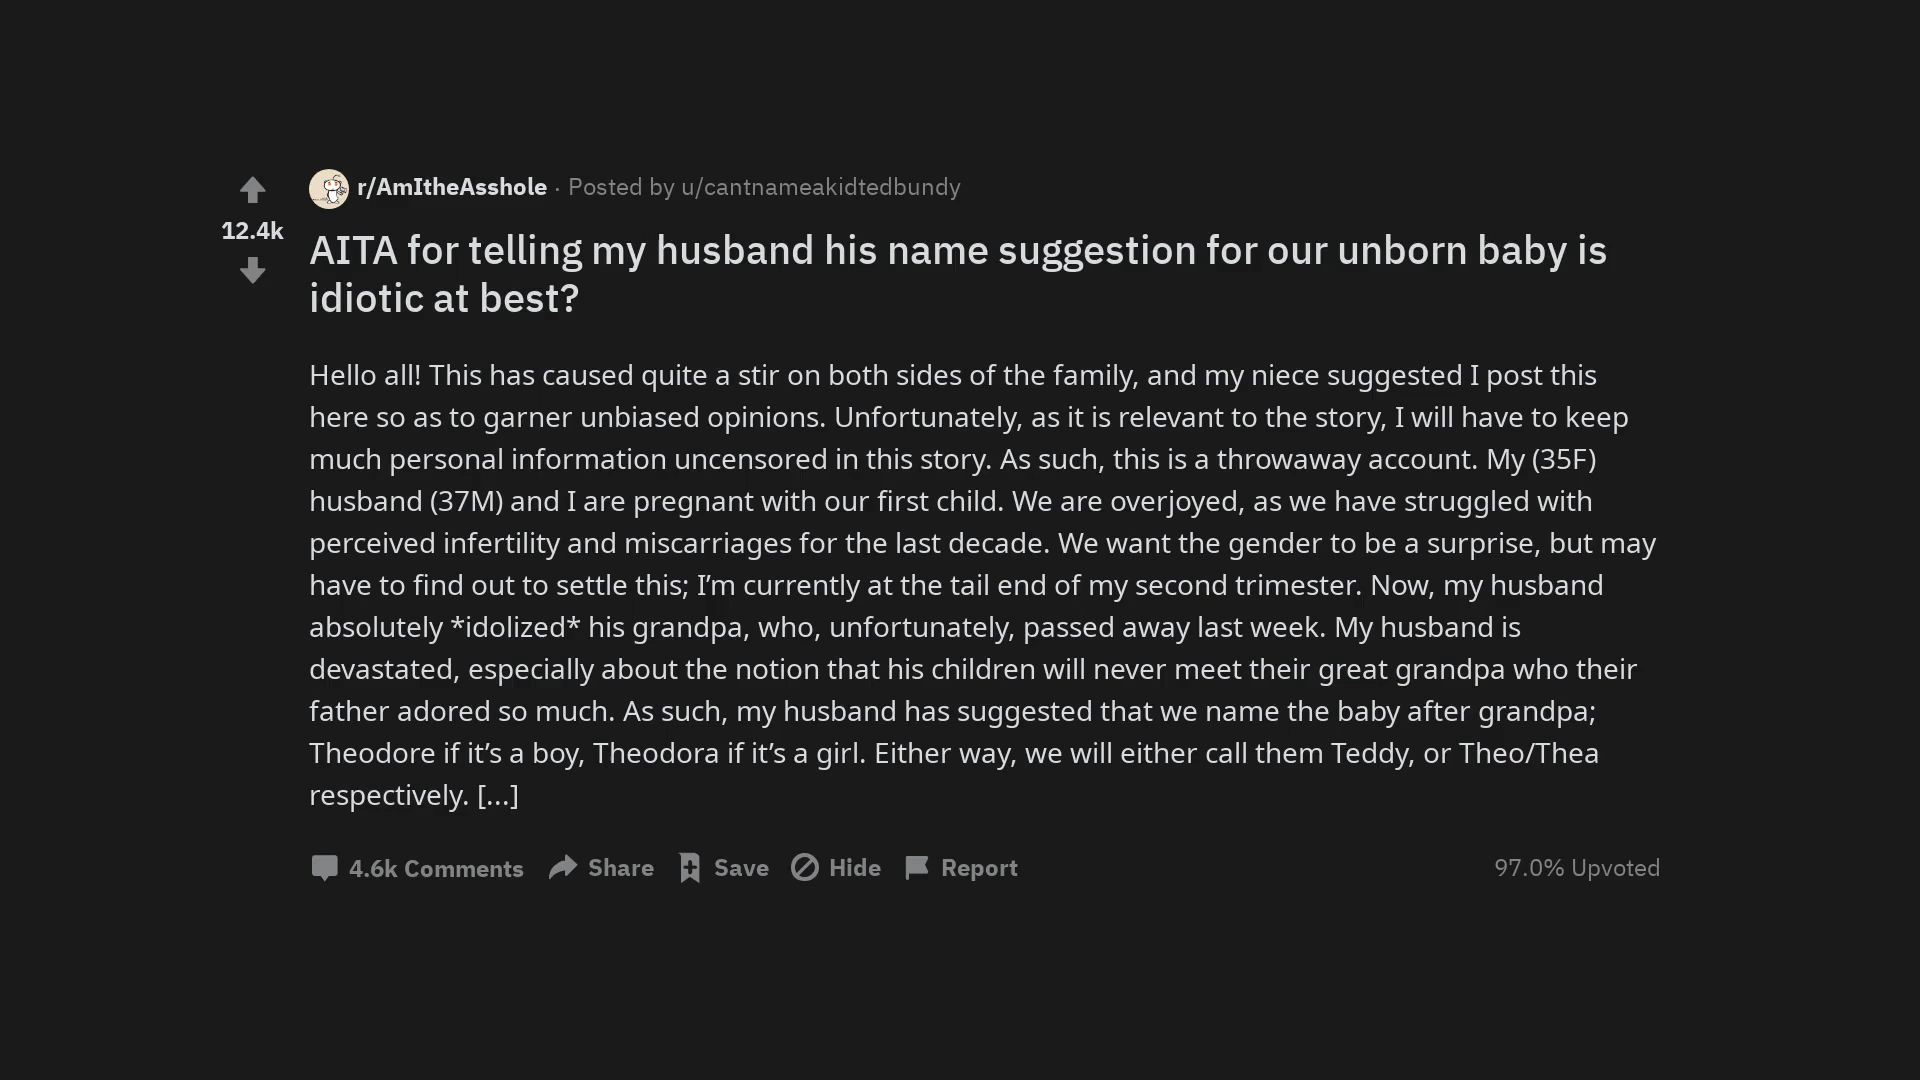 r/AmItheAsshole · Posted by u/cantnameakidtedbundy
12.4k
AITA for telling my husband his name suggestion for our unborn baby is
idiotic at best?
Hello all! This has caused quite a stir on both sides of the family, and my niece suggested I post this
here so as to garner unbiased opinions. Unfortunately, as it is relevant to the story, I will have to keep
much personal information uncensored in this story. As such, this is a throwaway account. My (35F)
husband (37M) and I are pregnant with our first child. We are overjoyed, as we have struggled with
perceived infertility and miscarriages for the last decade. We want the gender to be a surprise, but may
have to find out to settle this; I’m currently at the tail end of my second trimester. Now, my husband
absolutely *idolized* his grandpa, who, unfortunately, passed away last week. My husband is
devastated, especially about the notion that his children will never meet their great grandpa who their
father adored so much. As such, my husband has suggested that we name the baby after grandpa;
Theodore if it’s a boy, Theodora if it’s a girl. Either way, we will either call them Teddy, or Theo/Thea
respectively. [...]
4.6k Comments Share Save Hide Report 97.0% Upvoted